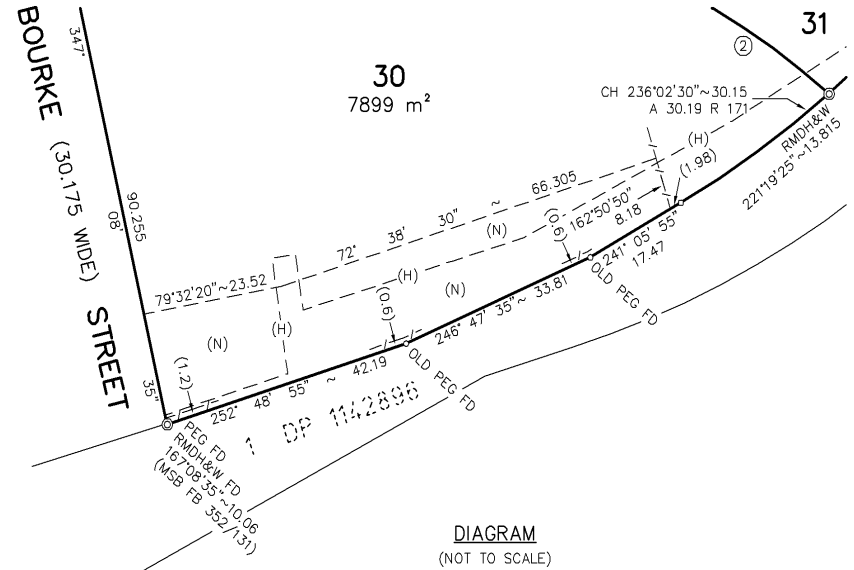 BOURKE (30.175 WIDE) STREET
347° 08' 35"
90.255
30
7899 m²
31
2
CH 236°02'30"~30.15
A 30.19 R 171
RMDH&W
221°19'25"~13.815
(H)
(1.98)
72° 38' 30" ~ 66.305
162°50'50"
8.18
(0.6)
(N)
79°32'20"~23.52
(H)
(N)
241° 05' 55"
17.47
OLD PEG FD
(0.6)
246° 47' 35"~ 33.81
(N)
(H)
(1.2)
252° 48' 55" ~ 42.19
OLD PEG FD
1 DP 1142896
PEG FD
RMDH&W FD
167°08'35"~10.06
(MSB FB 352/131)
DIAGRAM
(NOT TO SCALE)